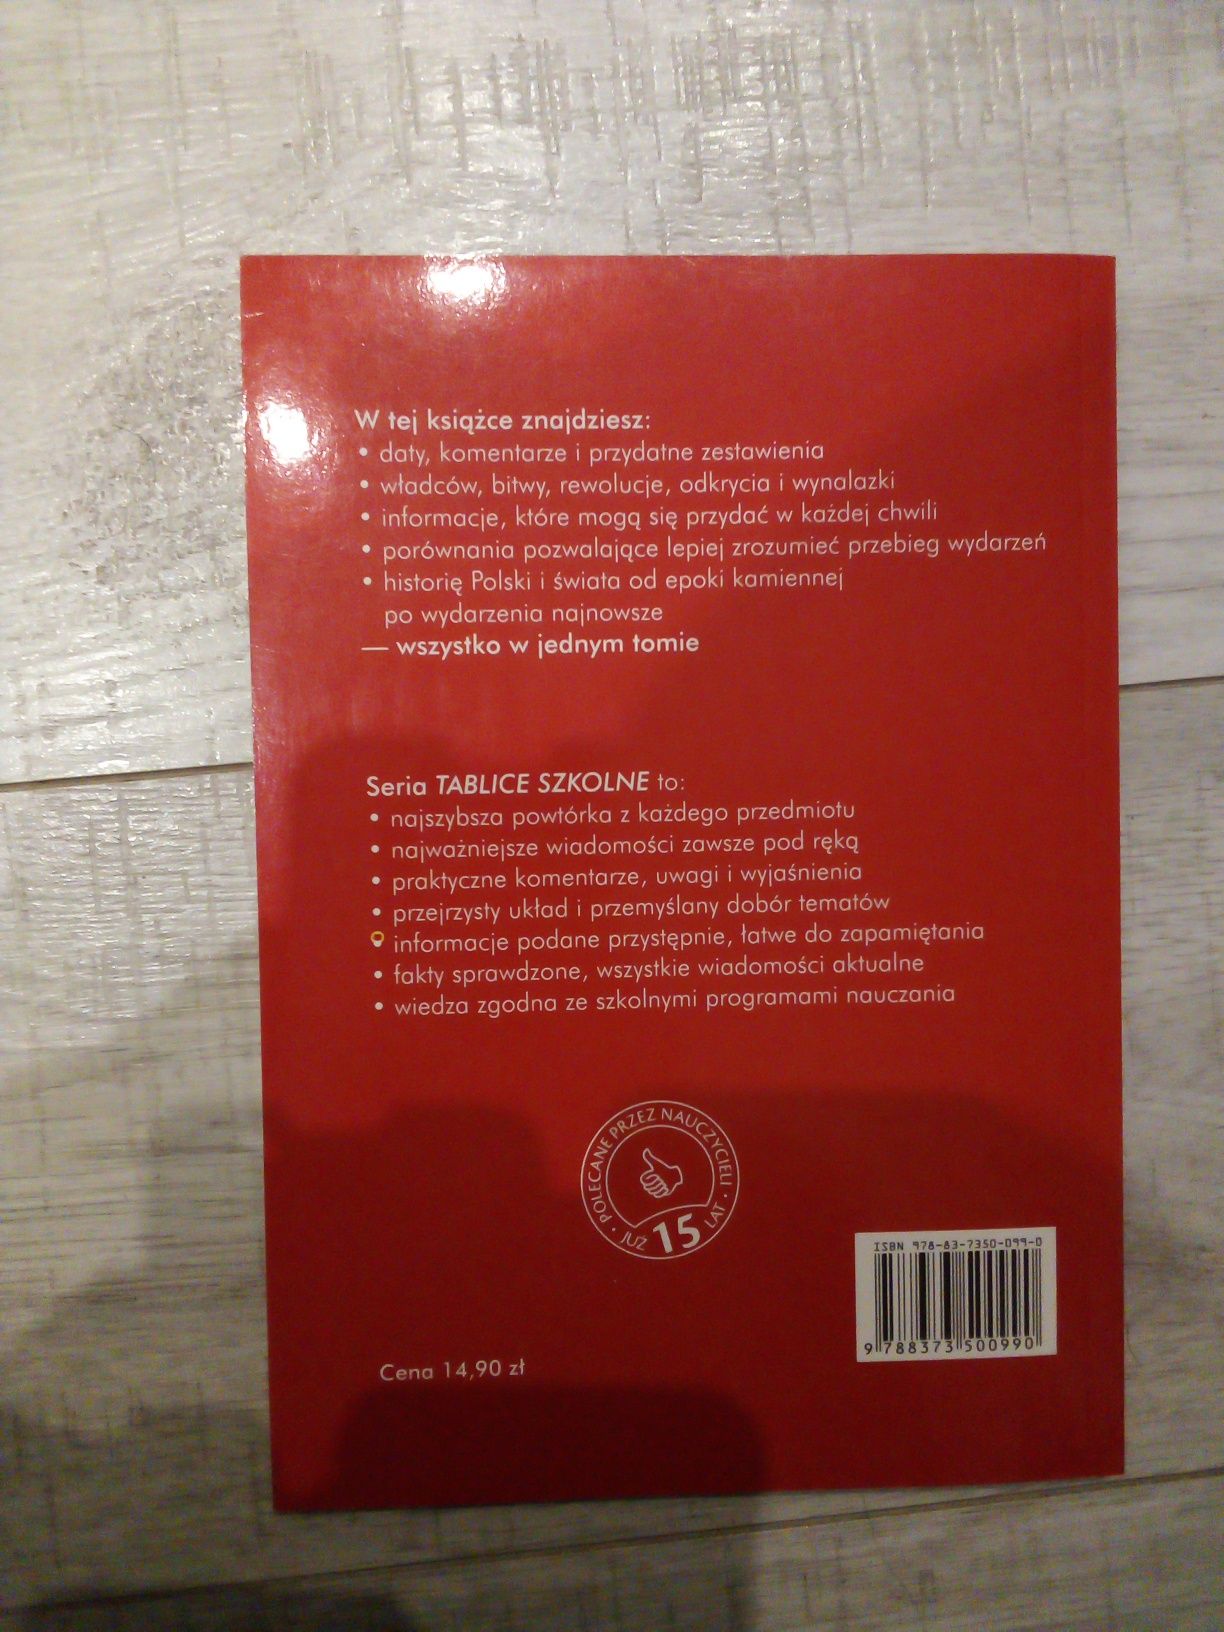 W tej książce znajdziesz:
• daty, komentarze i przydatne zestawienia
• władców, bitwy, rewolucje, odkrycia i wynalazki
• informacje, które mogą się przydać w każdej chwili
• porównania pozwalające lepiej zrozumieć przebieg wydarzeń
• historię Polski i świata od epoki kamiennej
po wydarzenia najnowsze
— wszystko w jednym tomie
Seria TABLICE SZKOLNE to:
• najszybsza powtórka z każdego przedmiotu
• najważniejsze wiadomości zawsze pod ręką
• praktyczne komentarze, uwagi i wyjaśnienia
• przejrzysty układ i przemyślany dobór tematów
• informacje podane przystępnie, łatwe do zapamiętania
• fakty sprawdzone, wszystkie wiadomości aktualne
• wiedza zgodna ze szkolnymi programami nauczania
• POLECANE PRZEZ NAUCZYCIELI •
JUŻ 15 LAT
ISBN 978-83-7350-099-0
9 788373 500990
Cena 14,90 zł